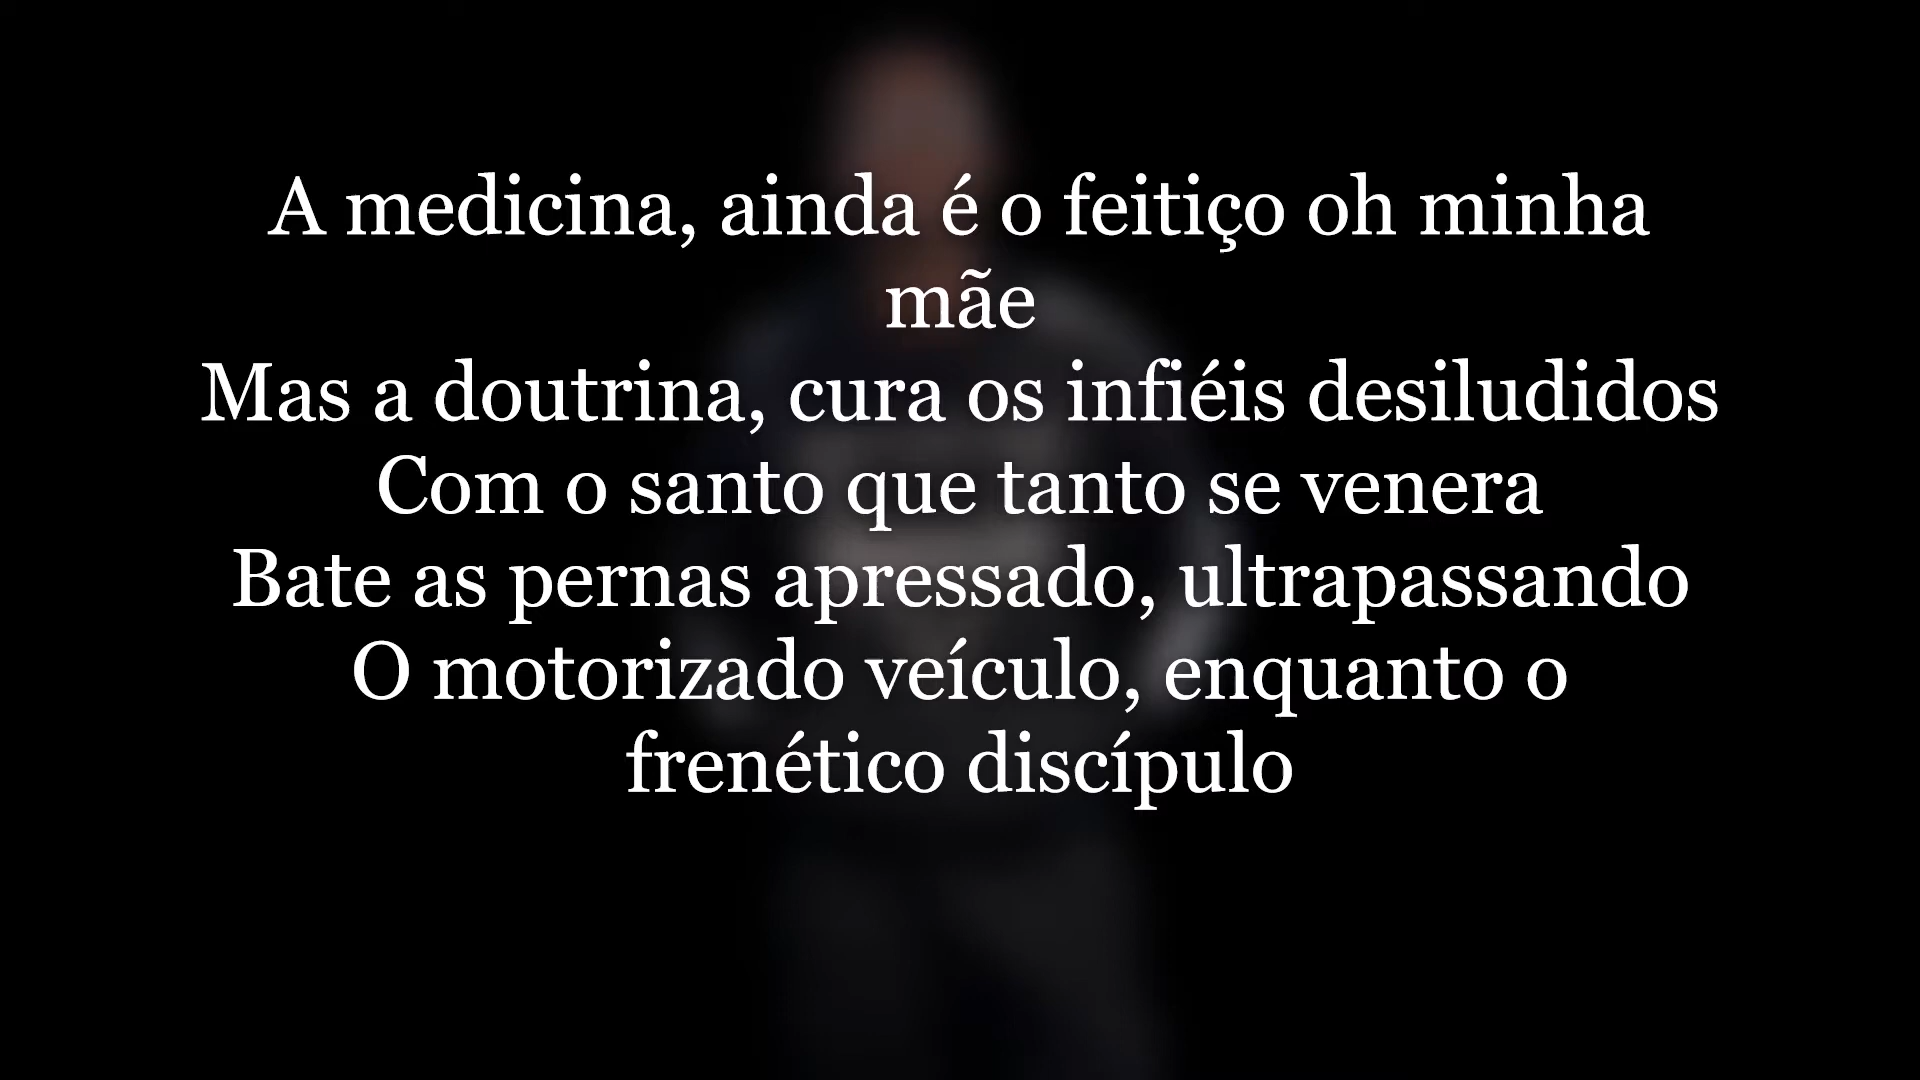 A medicina, ainda é o feitiço oh minha
mãe
Mas a doutrina, cura os infiéis desiludidos
Com o santo que tanto se venera
Bate as pernas apressado, ultrapassando
O motorizado veículo, enquanto o
frenético discípulo